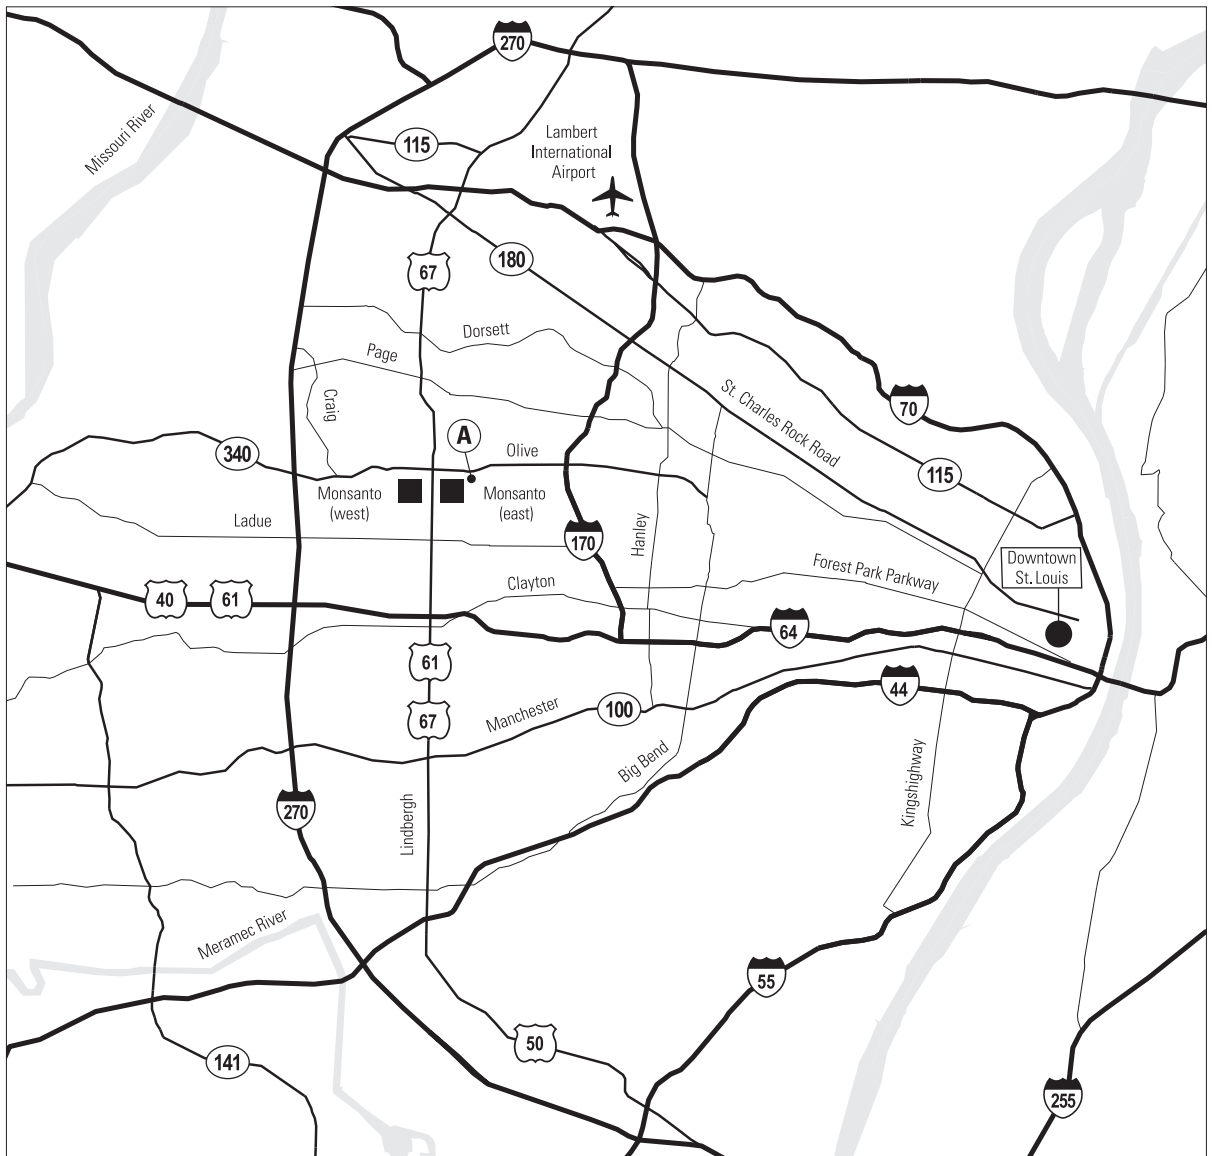 270
Missouri River
115
Lambert
International
Airport
180
67
Dorsett
Page
Craig
St. Charles Rock Road
70
A
Olive
340
115
Monsanto
(west)
Monsanto
(east)
Ladue
Hanley
170
Downtown
St. Louis
Forest Park Parkway
Clayton
40
61
64
61
44
67
Manchester
100
Big Bend
Kingshighway
270
Lindbergh
Meramec River
55
50
141
255